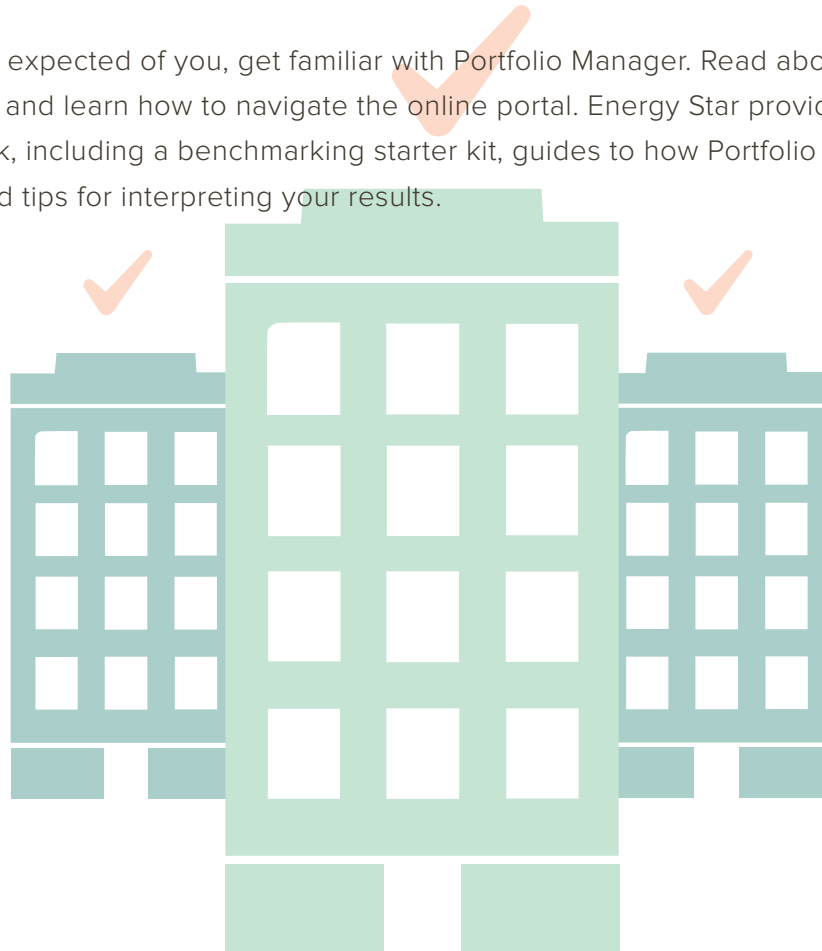 expected of you, get familiar with Portfolio Manager. Read abo
and learn how to navigate the online portal. Energy Star provid
k, including a benchmarking starter kit, guides to how Portfolio
d tips for interpreting your results.